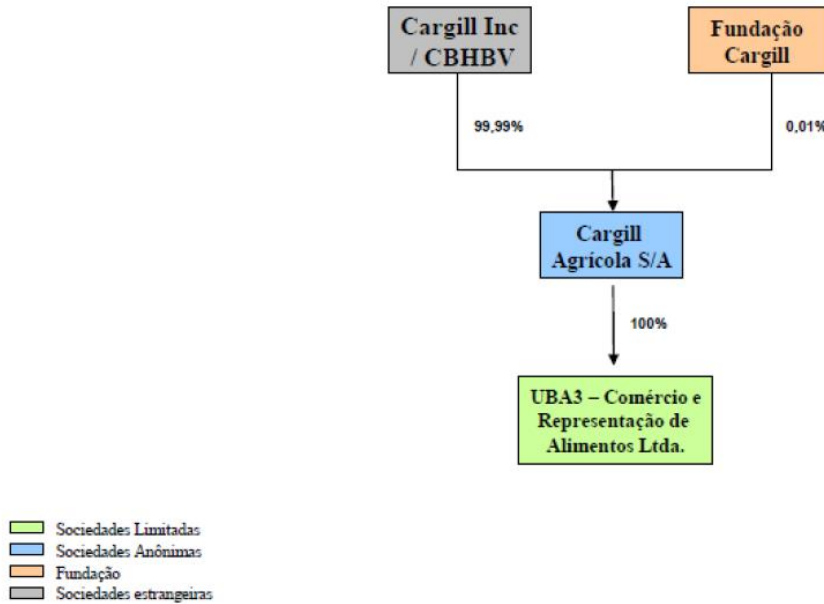 Cargill Inc
/ CBHBV
Fundação
Cargill
99,99%
0,01%
Cargill
Agrícola S/A
100%
UBA3 – Comércio e
Representação de
Alimentos Ltda.
Sociedades Limitadas
Sociedades Anônimas
Fundação
Sociedades estrangeiras